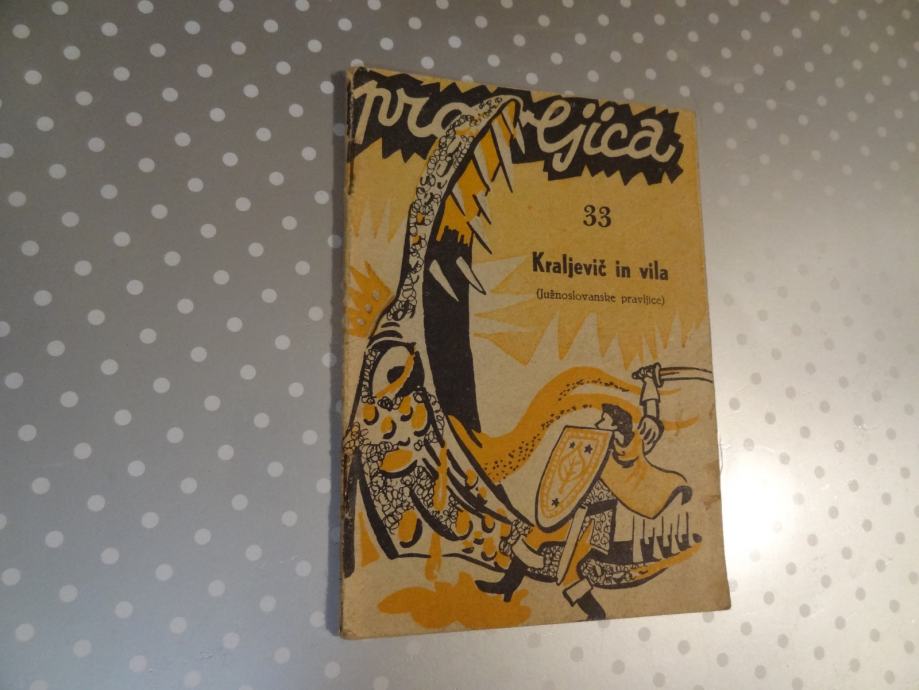 pravljica
33
Kraljevič in vila
(Južnoslovanske pravljice)